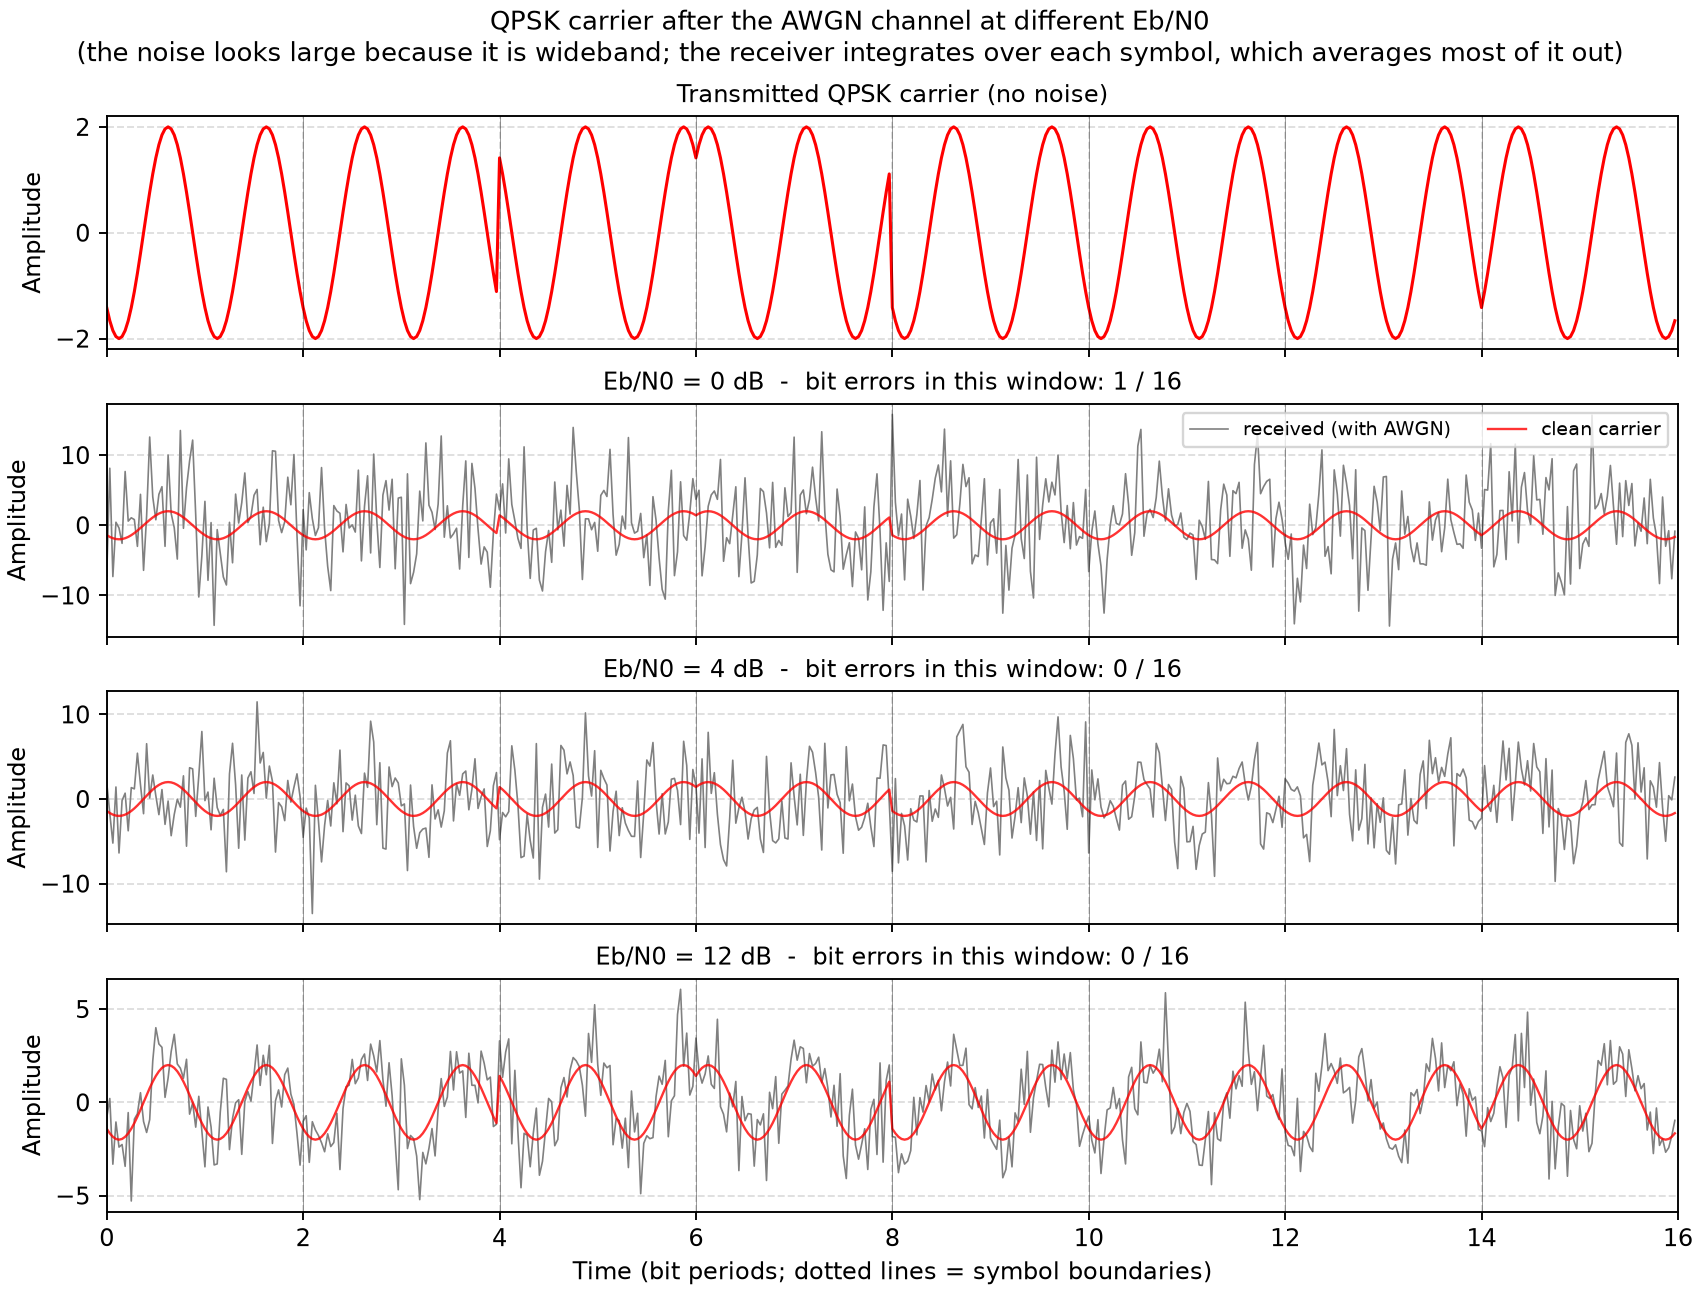 QPSK carrier after the AWGN channel at different Eb/N0
(the noise looks large because it is wideband; the receiver integrates over each symbol, which averages most of it out)
Transmitted QPSK carrier (no noise)
Amplitude
2
0
−2
Eb/N0 = 0 dB  -  bit errors in this window: 1 / 16
Amplitude
10
0
−10
received (with AWGN)
clean carrier
Eb/N0 = 4 dB  -  bit errors in this window: 0 / 16
Amplitude
10
0
−10
Eb/N0 = 12 dB  -  bit errors in this window: 0 / 16
Amplitude
5
0
−5
0 2 4 6 8 10 12 14 16
Time (bit periods; dotted lines = symbol boundaries)